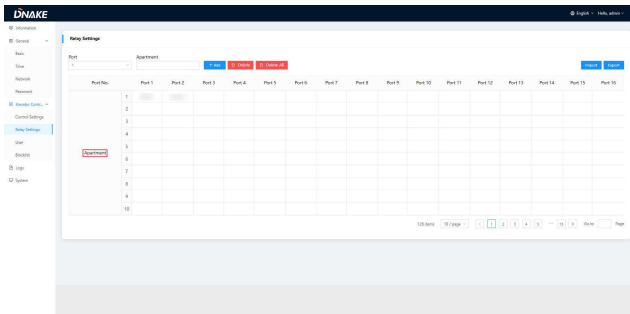 DNAKE
English Hello, admin
Information
General
Basic
Time
Network
Password
Elevator Contr...
Control Settings
Relay Settings
User
Blocklist
Logs
System
Relay Settings
Port
Apartment
1
+ Add
Delete
Delete All
Import
Export
Port No. Port 1 Port 2 Port 3 Port 4 Port 5 Port 6 Port 7 Port 8 Port 9 Port 10 Port 11 Port 12 Port 13 Port 14 Port 15 Port 16
Apartment
1
2
3
4
5
6
7
8
9
10
128 items 10 / page < 1 2 3 4 5 ··· 13 > Go to Page